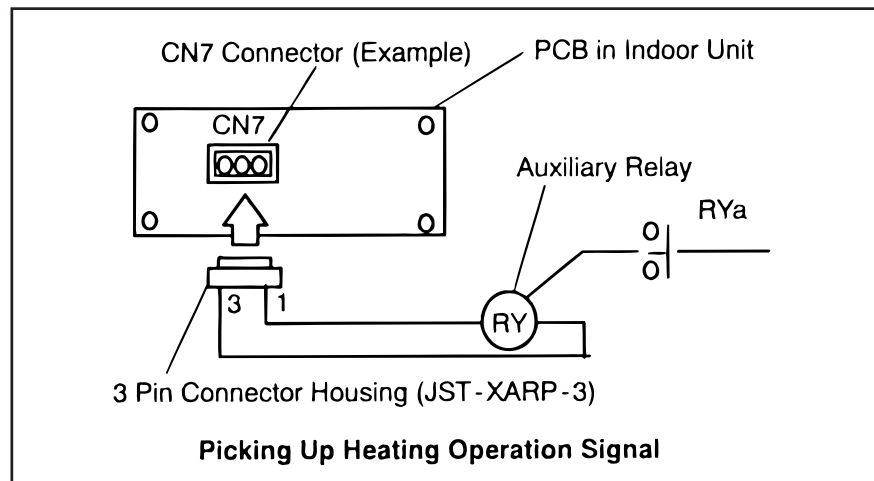 CN7 Connector (Example)
PCB in Indoor Unit
CN7
Auxiliary Relay
RYa
3 1
RY
3 Pin Connector Housing (JST-XARP-3)
Picking Up Heating Operation Signal